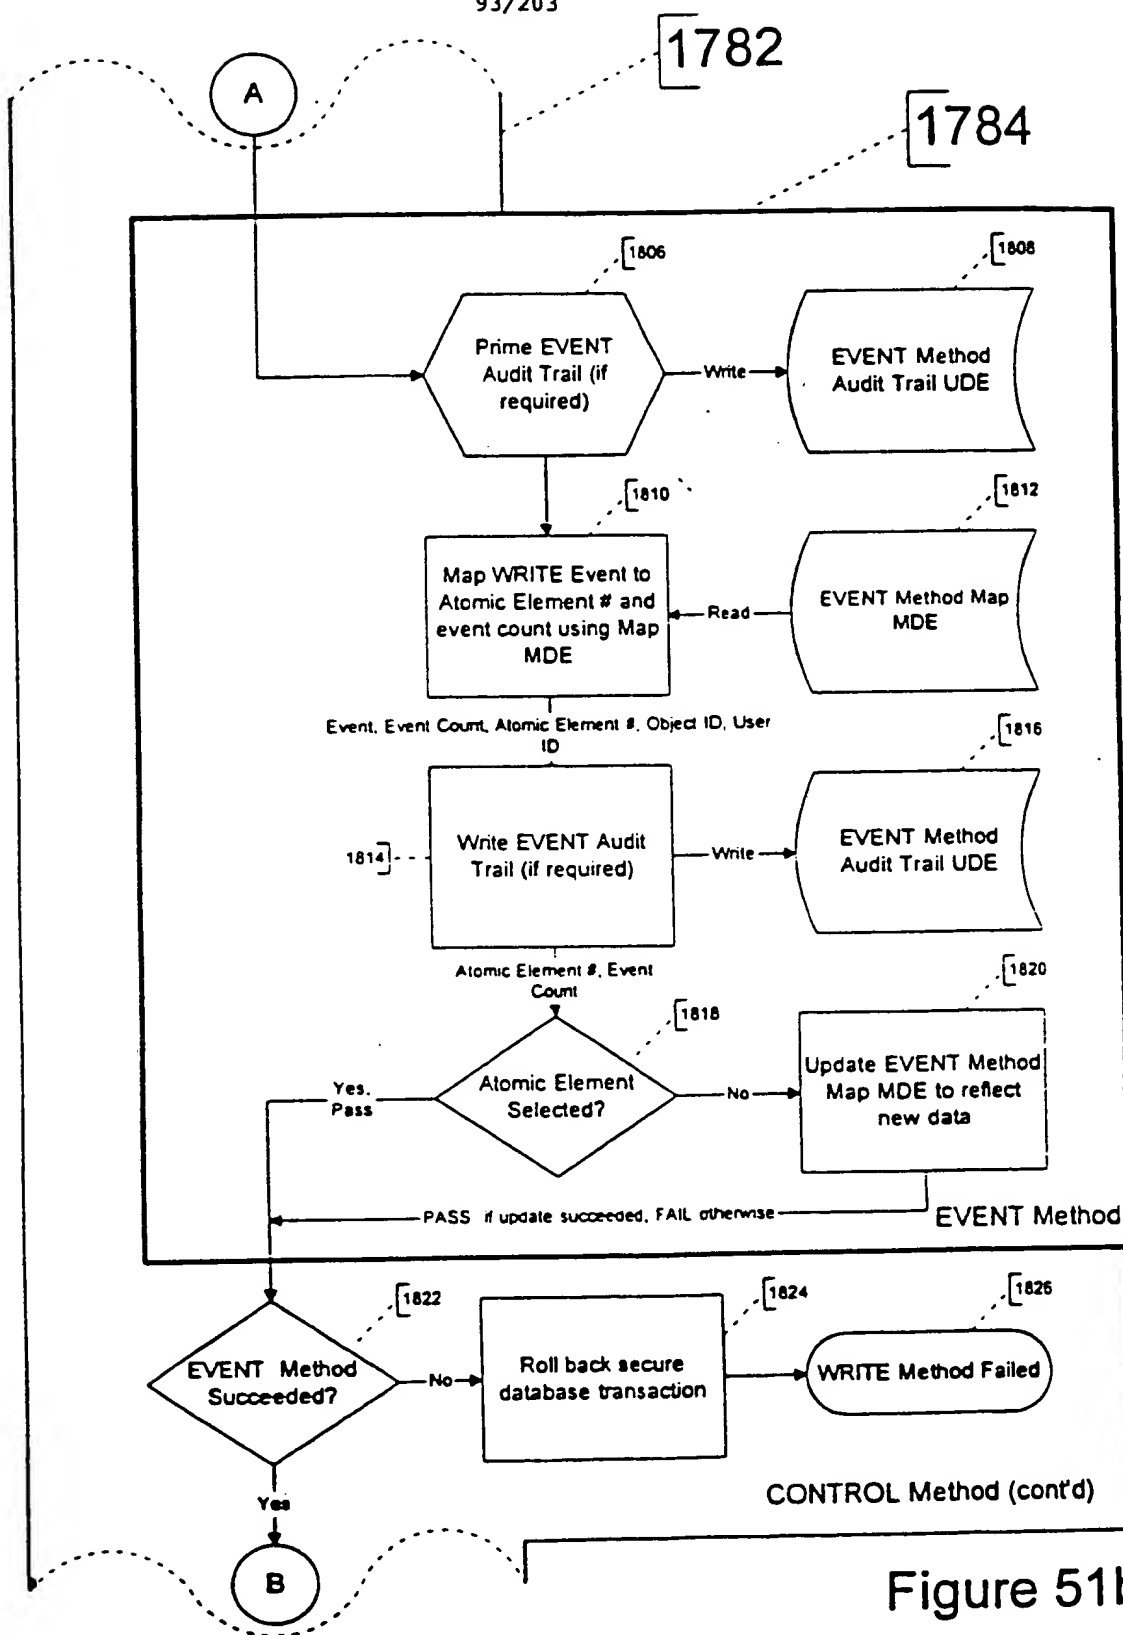 93/203
1782
A
1784
1806
1808
Prime EVENT
Audit Trail (if
required)
Write
EVENT Method
Audit Trail UDE
1810
1812
Map WRITE Event to
Atomic Element # and
event count using Map
MDE
Read
EVENT Method Map
MDE
Event, Event Count, Atomic Element #, Object ID, User
ID
1816
1814
Write EVENT Audit
Trail (if required)
Write
EVENT Method
Audit Trail UDE
Atomic Element #, Event
Count
1818
1820
Yes,
Pass
Atomic Element
Selected?
No
Update EVENT Method
Map MDE to reflect
new data
PASS if update succeeded, FAIL otherwise
EVENT Method
1822
1824
1826
EVENT Method
Succeeded?
No
Roll back secure
database transaction
WRITE Method Failed
Yes
CONTROL Method (cont'd)
B
Figure 51b